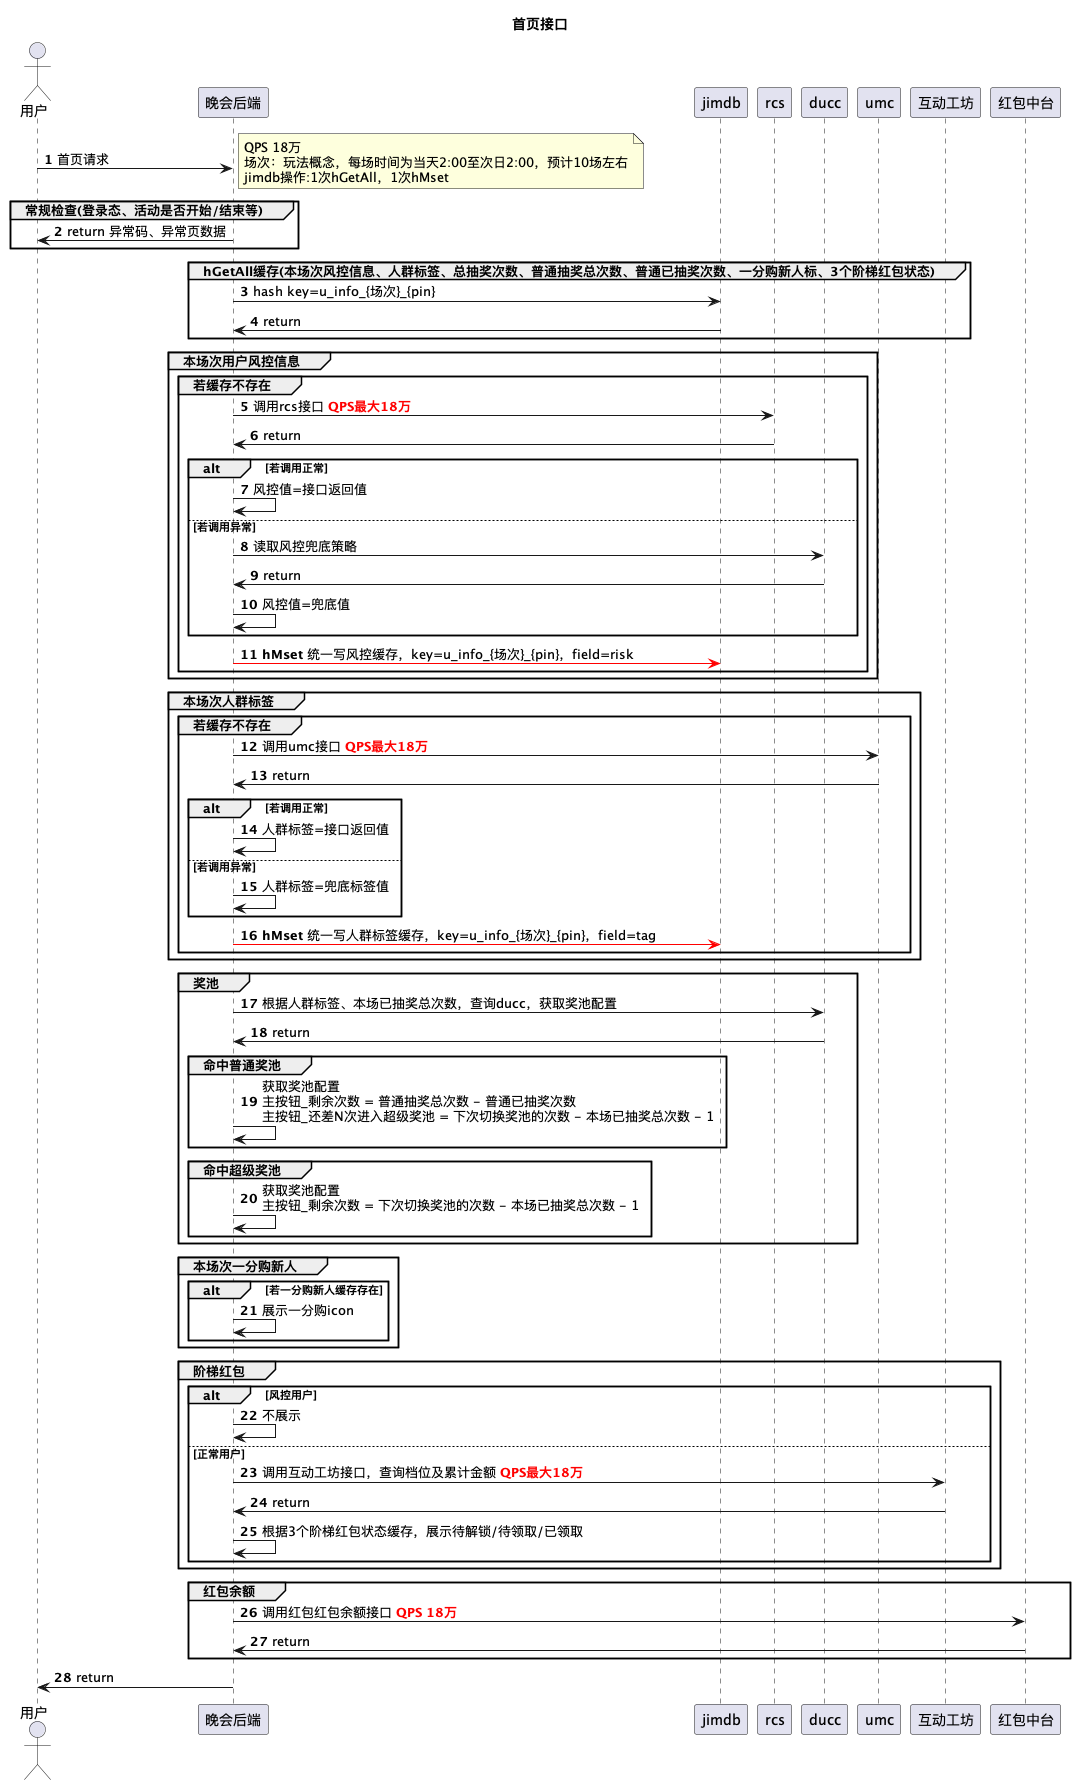 首页接口
用户
晚会后端
jimdb
rcs
ducc
umc
互动工坊
红包中台
1 首页请求
QPS 18万
场次：玩法概念，每场时间为当天2:00至次日2:00，预计10场左右
jimdb操作:1次hGetAll，1次hMset
常规检查(登录态、活动是否开始/结束等)
2 return 异常码、异常页数据
hGetAll缓存(本场次风控信息、人群标签、总抽奖次数、普通抽奖总次数、普通已抽奖次数、一分购新人标、3个阶梯红包状态)
3 hash key=u_info_{场次}_{pin}
4 return
本场次用户风控信息
若缓存不存在
5 调用rcs接口 QPS最大18万
6 return
alt [若调用正常]
7 风控值=接口返回值
[若调用异常]
8 读取风控兜底策略
9 return
10 风控值=兜底值
11 hMset 统一写风控缓存，key=u_info_{场次}_{pin}，field=risk
本场次人群标签
若缓存不存在
12 调用umc接口 QPS最大18万
13 return
alt [若调用正常]
14 人群标签=接口返回值
[若调用异常]
15 人群标签=兜底标签值
16 hMset 统一写人群标签缓存，key=u_info_{场次}_{pin}，field=tag
奖池
17 根据人群标签、本场已抽奖总次数，查询ducc，获取奖池配置
18 return
命中普通奖池
获取奖池配置
19 主按钮_剩余次数 = 普通抽奖总次数 – 普通已抽奖次数
主按钮_还差N次进入超级奖池 = 下次切换奖池的次数 – 本场已抽奖总次数 – 1
命中超级奖池
获取奖池配置
20 主按钮_剩余次数 = 下次切换奖池的次数 – 本场已抽奖总次数 – 1
本场次一分购新人
alt [若一分购新人缓存存在]
21 展示一分购icon
阶梯红包
alt [风控用户]
22 不展示
[正常用户]
23 调用互动工坊接口，查询档位及累计金额 QPS最大18万
24 return
25 根据3个阶梯红包状态缓存，展示待解锁/待领取/已领取
红包余额
26 调用红包红包余额接口 QPS 18万
27 return
28 return
用户
晚会后端
jimdb
rcs
ducc
umc
互动工坊
红包中台